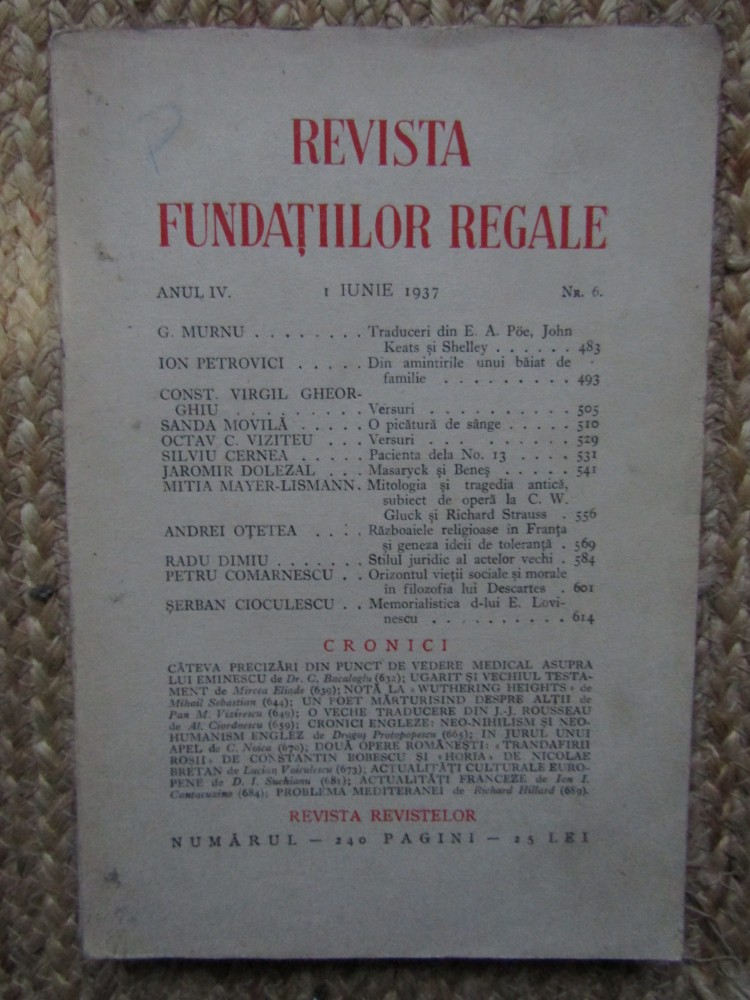 REVISTA
FUNDAȚIILOR REGALE
ANUL IV. 1 IUNIE 1937 Nr. 6.
G. MURNU . . . . . . . . Traduceri din E. A. Pöe, John
Keats și Shelley . . . . . . 483
ION PETROVICI . . . . . Din amintirile unui băiat de
familie . . . . . . . . . 493
CONST. VIRGIL GHEOR-
GHIU . . . . . . . . . Versuri . . . . . . . . . . 505
SANDA MOVILĂ . . . . . O picătură de sânge . . . . . 510
OCTAV C. VIZITEU . . . Versuri . . . . . . . . . . 529
SILVIU CERNEA . . . . . Pacienta dela No. 13 . . . . 531
JAROMIR DOLEZAL . . . Masaryck și Beneș . . . . . 541
MITIA MAYER-LISMANN . Mitologia și tragedia antică,
subiect de operă la C. W.
Gluck și Richard Strauss . 556
ANDREI OȚETEA . . . . Războaiele religioase in Franța
și geneza ideii de toleranță . 569
RADU DIMIU . . . . . . . Stilul juridic al actelor vechi . 584
PETRU COMARNESCU . . Orizontul vieții sociale și morale
în filozofia lui Descartes . 601
ȘERBAN CIOCULESCU . . Memorialistica d-lui E. Lovi-
nescu . . . . . . . . . . 614
CRONICI
CÂTEVA PRECIZĂRI DIN PUNCT DE VEDERE MEDICAL ASUPRA
LUI EMINESCU de Dr. C. Bacaloglu (632); UGARIT ȘI VECHIUL TESTA-
MENT de Mircea Eliade (639); NOTĂ LA «WUTHERING HEIGHTS» de
Mihail Sebastian (644); UN POET MĂRTURISIND DESPRE ALȚII de
Pan M. Vizirescu (649); O VECHE TRADUCERE DIN J.-J. ROUSSEAU
de Al. Ciorănescu (659); CRONICI ENGLEZE: NEO-NIHILISM ȘI NEO-
HUMANISM ENGLEZ de Dragoș Protopopescu (665); IN JURUL UNUI
APEL de C. Noica (670); DOUĂ OPERE ROMÂNEȘTI: «TRANDAFIRII
ROȘII» DE CONSTANTIN BOBESCU ȘI «HORIA» DE NICOLAE
BRETAN de Lucian Voiculescu (673); ACTUALITĂȚI CULTURALE EURO-
PENE de D. I. Suchianu (681); ACTUALITĂȚI FRANCEZE de Ion I.
Cantacuzino (684); PROBLEMA MEDITERANEI de Richard Hillard (689).
REVISTA REVISTELOR
NUMĂRUL — 240 PAGINI — 25 LEI